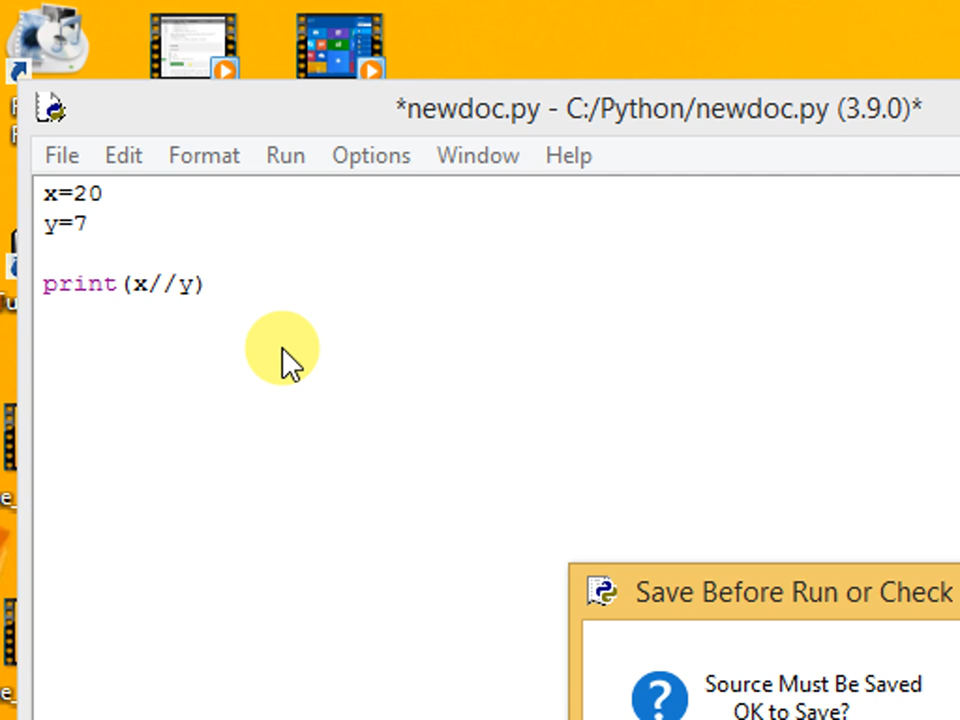 *newdoc.py - C:/Python/newdoc.py (3.9.0)*
File Edit Format Run Options Window Help
x=20
y=7
print(x//y)
Save Before Run or Check
Source Must Be Saved
OK to Save?